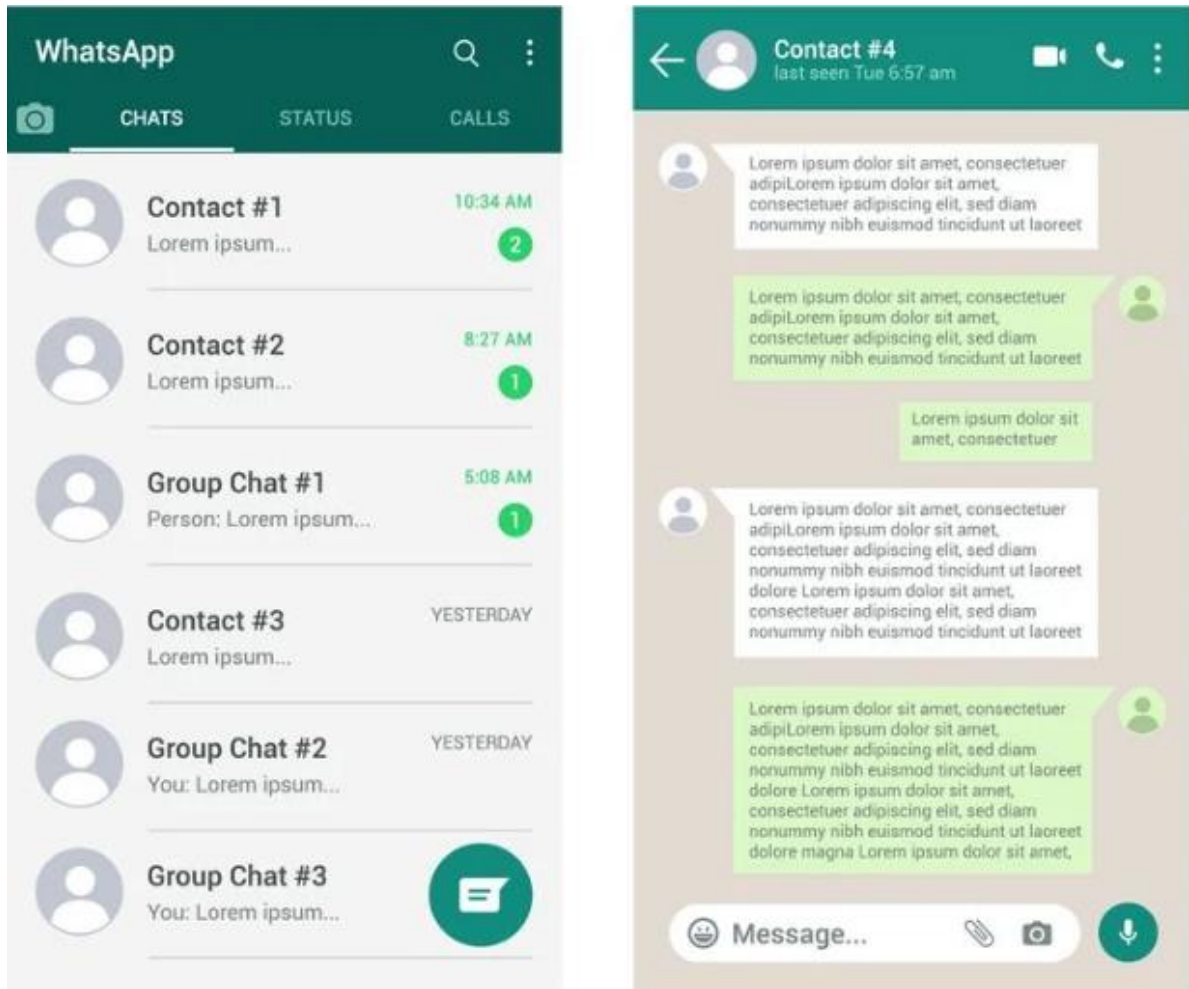 WhatsApp
CHATS
STATUS
CALLS
Contact #1
10:34 AM
Lorem ipsum...
2
Contact #2
8:27 AM
Lorem ipsum...
1
Group Chat #1
5:08 AM
Person: Lorem ipsum...
1
Contact #3
YESTERDAY
Lorem ipsum...
Group Chat #2
YESTERDAY
You: Lorem ipsum...
Group Chat #3
You: Lorem ipsum...
Contact #4
last seen Tue 6:57 am
Lorem ipsum dolor sit amet, consectetuer
adipiLorem ipsum dolor sit amet,
consectetuer adipiscing elit, sed diam
nonummy nibh euismod tincidunt ut laoreet
Lorem ipsum dolor sit amet, consectetuer
adipiLorem ipsum dolor sit amet,
consectetuer adipiscing elit, sed diam
nonummy nibh euismod tincidunt ut laoreet
Lorem ipsum dolor sit
amet, consectetuer
Lorem ipsum dolor sit amet, consectetuer
adipiLorem ipsum dolor sit amet,
consectetuer adipiscing elit, sed diam
nonummy nibh euismod tincidunt ut laoreet
dolore Lorem ipsum dolor sit amet,
consectetuer adipiscing elit, sed diam
nonummy nibh euismod tincidunt ut laoreet
Lorem ipsum dolor sit amet, consectetuer
adipiLorem ipsum dolor sit amet,
consectetuer adipiscing elit, sed diam
nonummy nibh euismod tincidunt ut laoreet
dolore Lorem ipsum dolor sit amet,
consectetuer adipiscing elit, sed diam
nonummy nibh euismod tincidunt ut laoreet
dolore magna Lorem ipsum dolor sit amet,
Message...